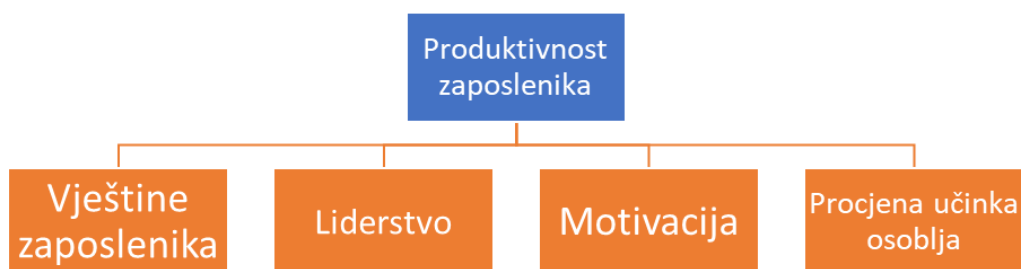 Produktivnost
zaposlenika
Vještine
zaposlenika
Liderstvo
Motivacija
Procjena učinka
osoblja